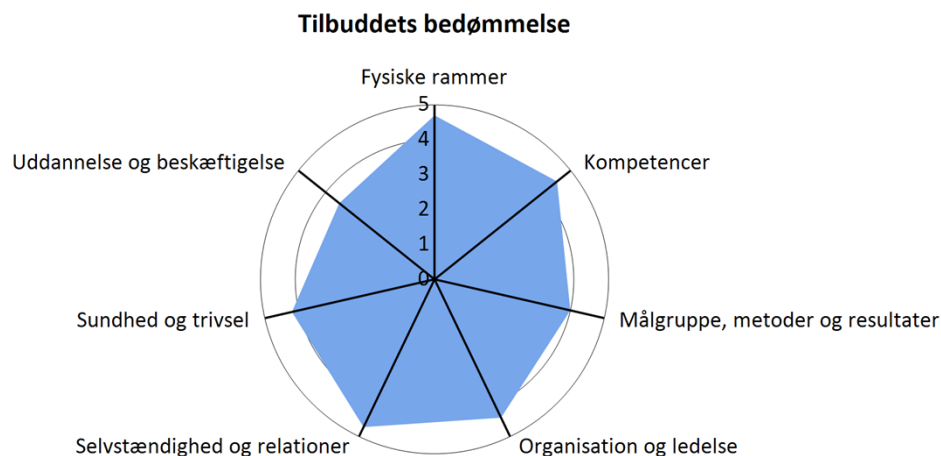 Tilbuddets bedømmelse
Fysiske rammer
5
4
3
2
1
0
Uddannelse og beskæftigelse
Kompetencer
Sundhed og trivsel
Målgruppe, metoder og resultater
Selvstændighed og relationer
Organisation og ledelse